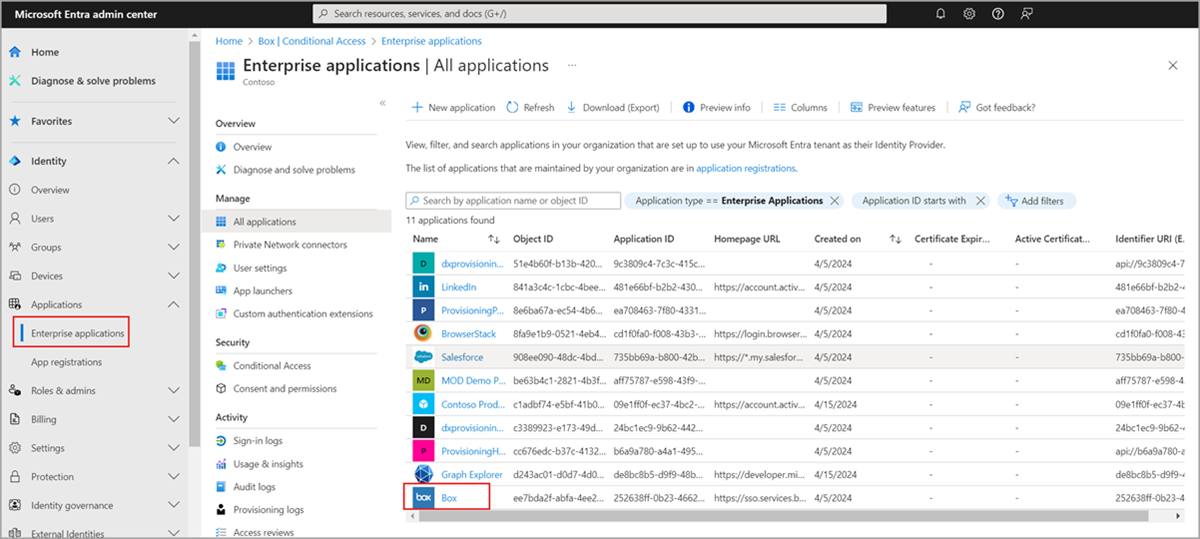 Microsoft Entra admin center
Search resources, services, and docs (G+/)
Home
Diagnose & solve problems
Favorites
Identity
Overview
Users
Groups
Devices
Applications
Enterprise applications
App registrations
Roles & admins
Billing
Settings
Protection
Identity governance
External Identities
Home > Box | Conditional Access > Enterprise applications
Enterprise applications | All applications ...
Contoso
Overview
Overview
Diagnose and solve problems
Manage
All applications
Private Network connectors
User settings
App launchers
Custom authentication extensions
Security
Conditional Access
Consent and permissions
Activity
Sign-in logs
Usage & insights
Audit logs
Provisioning logs
Access reviews
New application Refresh Download (Export) Preview info Columns Preview features Got feedback?
View, filter, and search applications in your organization that are set up to use your Microsoft Entra tenant as their Identity Provider.
The list of applications that are maintained by your organization are in application registrations.
Search by application name or object ID Application type == Enterprise Applications Application ID starts with Add filters
11 applications found
Name Object ID Application ID Homepage URL Created on Certificate Expir... Active Certificat... Identifier URI (E...
D dxprovisionin... 51e4b60f-b13b-420... 9c3809c4-7c3c-415c... 4/5/2024 - - api://9c3809c4-7
in LinkedIn 841a3c4c-1cbc-4bee... 481e66bf-b2b2-430... https://account.activ... 4/5/2024 - - 481e66bf-b2b2-4
P ProvisioningP... 8e6ba67a-ec54-4b6... ea708463-7f80-4331... 4/5/2024 - - ea708463-7f80-4
BrowserStack 8fa9e1b9-0521-4eb4... cd1f0fa0-f008-43b3-... https://login.browser... 4/5/2024 - - cd1f0fa0-f008-43
salesforce Salesforce 908ee090-48dc-4bd... 735bb69a-b800-42b... https://*.my.salesfor... 4/5/2024 - - 735bb69a-b800-
MD MOD Demo P... be63b4c1-2821-4b3f... aff75787-e598-43f9-... 4/5/2024 - - aff75787-e598-43
Contoso Prod... c1adbf74-e5bf-41b0... 09e1ff0f-ec37-4bc2-... https://account.activ... 4/15/2024 - - 09e1ff0f-ec37-4b
D dxprovisionin... c3389923-e173-49d... 24bc1ec9-9b62-442... 4/5/2024 - - 24bc1ec9-9b62-4
P ProvisioningH... cc676edc-b37c-4132... b6a9a780-a4a1-495... 4/5/2024 - - api://b6a9a780-a
Graph Explorer d243ac01-d0d7-4d0... de8bc8b5-d9f9-48b... https://developer.mi... 4/15/2024 - - de8bc8b5-d9f9-4
box Box ee7bda2f-abfa-4ee2... 252638ff-0b23-4662... https://sso.services.b... 4/5/2024 - - 252638ff-0b23-4